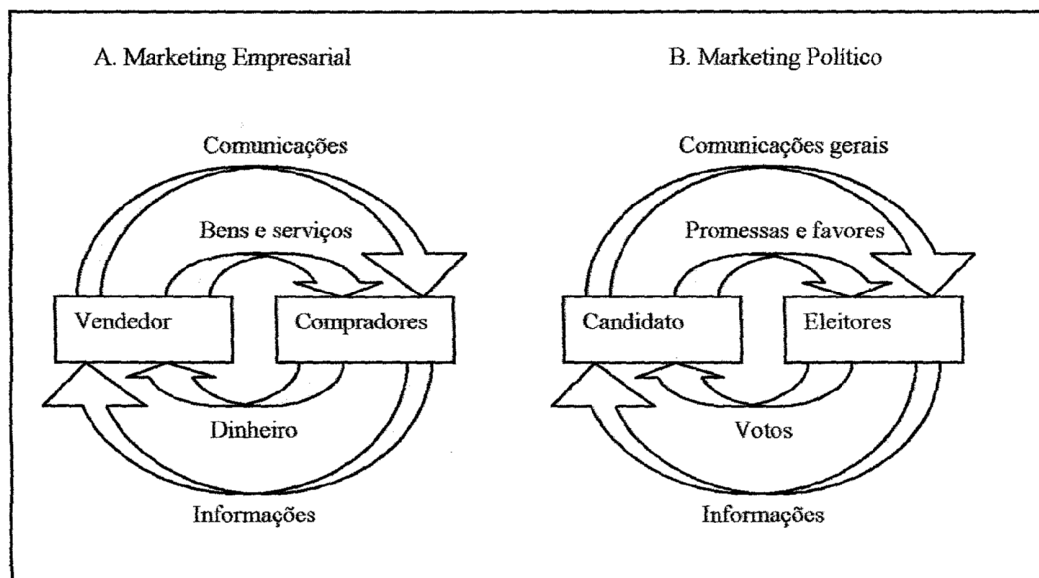 A. Marketing Empresarial
B. Marketing Político
Comunicações
Comunicações gerais
Bens e serviços
Promessas e favores
Vendedor
Compradores
Candidato
Eleitores
Dinheiro
Votos
Informações
Informações